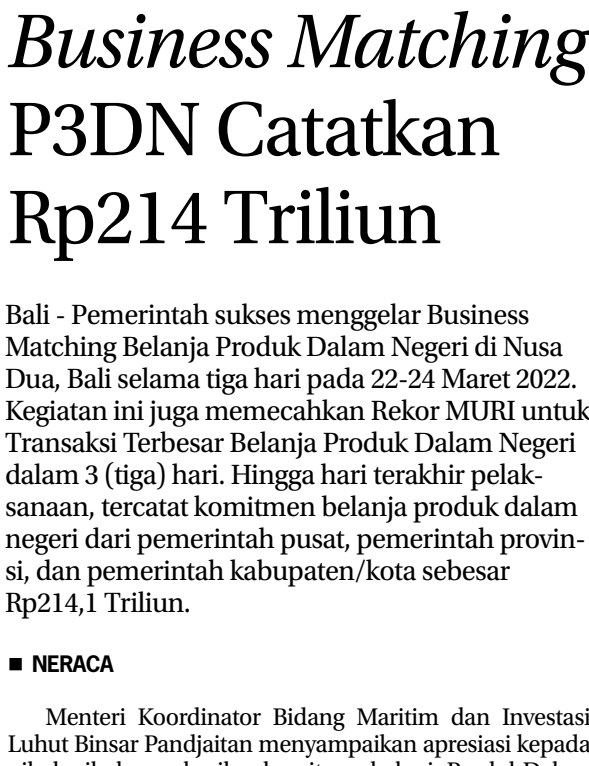 Business Matching
P3DN Catatkan
Rp214 Triliun
Bali - Pemerintah sukses menggelar Business
Matching Belanja Produk Dalam Negeri di Nusa
Dua, Bali selama tiga hari pada 22-24 Maret 2022.
Kegiatan ini juga memecahkan Rekor MURI untuk
Transaksi Terbesar Belanja Produk Dalam Negeri
dalam 3 (tiga) hari. Hingga hari terakhir pelak-
sanaan, tercatat komitmen belanja produk dalam
negeri dari pemerintah pusat, pemerintah provin-
si, dan pemerintah kabupaten/kota sebesar
Rp214,1 Triliun.
■ NERACA
Menteri Koordinator Bidang Maritim dan Investasi
Luhut Binsar Pandjaitan menyampaikan apresiasi kepada